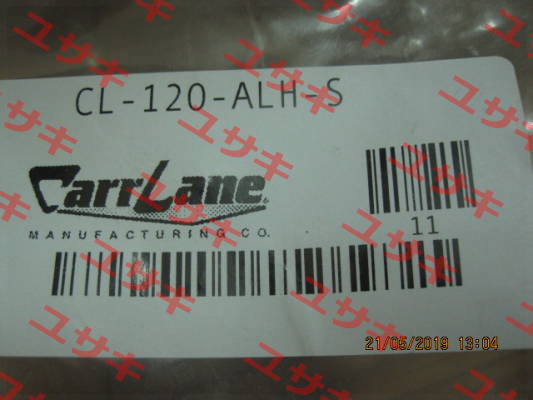 CL-120-ALH-S
CarrLane
MANUFACTURING CO.
11
21/05/2019 13:04
ユサキ